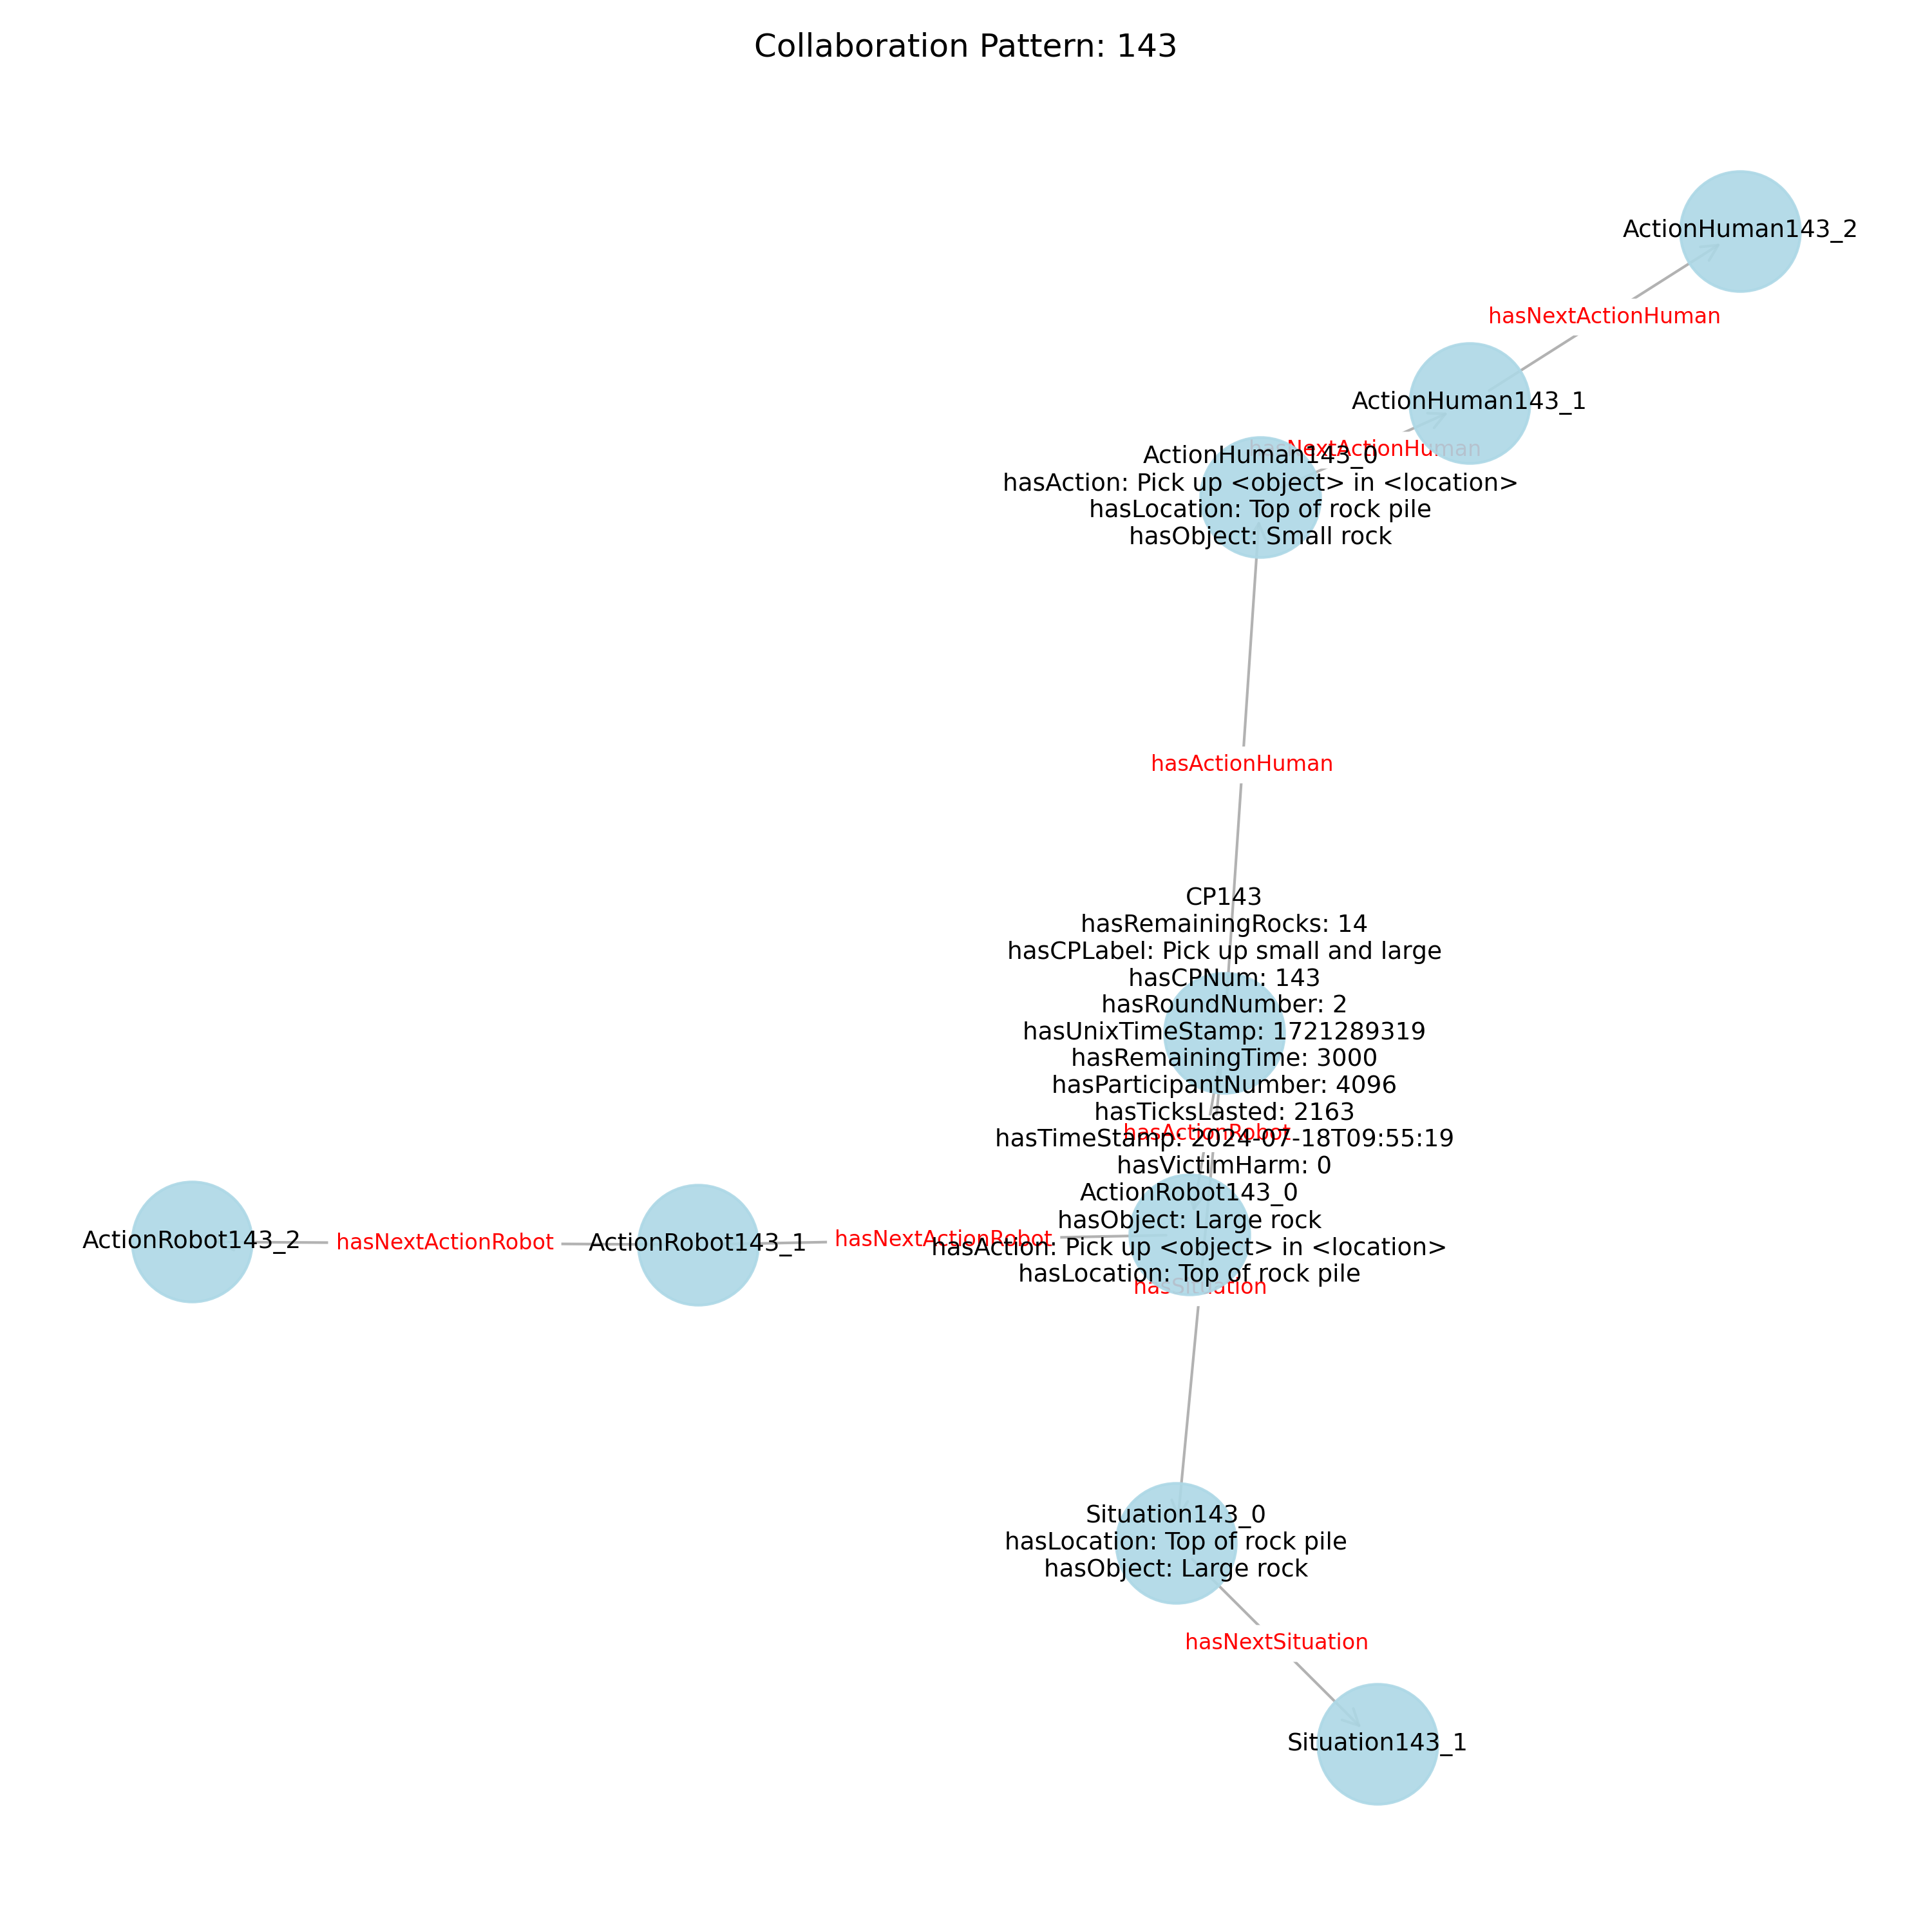 Collaboration Pattern: 143
ActionHuman143_2
hasNextActionHuman
ActionHuman143_1
hasNextActionHuman
ActionHuman143_0
hasAction: Pick up <object> in <location>
hasLocation: Top of rock pile
hasObject: Small rock
hasActionHuman
CP143
hasRemainingRocks: 14
hasCPLabel: Pick up small and large
hasCPNum: 143
hasRoundNumber: 2
hasUnixTimeStamp: 1721289319
hasRemainingTime: 3000
hasParticipantNumber: 4096
hasTicksLasted: 2163
hasActionRobot
hasTimeStamp: 2024-07-18T09:55:19
hasVictimHarm: 0
ActionRobot143_0
hasObject: Large rock
hasAction: Pick up <object> in <location>
hasLocation: Top of rock pile
hasNextActionRobot
ActionRobot143_1
hasNextActionRobot
ActionRobot143_2
hasSituation
Situation143_0
hasLocation: Top of rock pile
hasObject: Large rock
hasNextSituation
Situation143_1